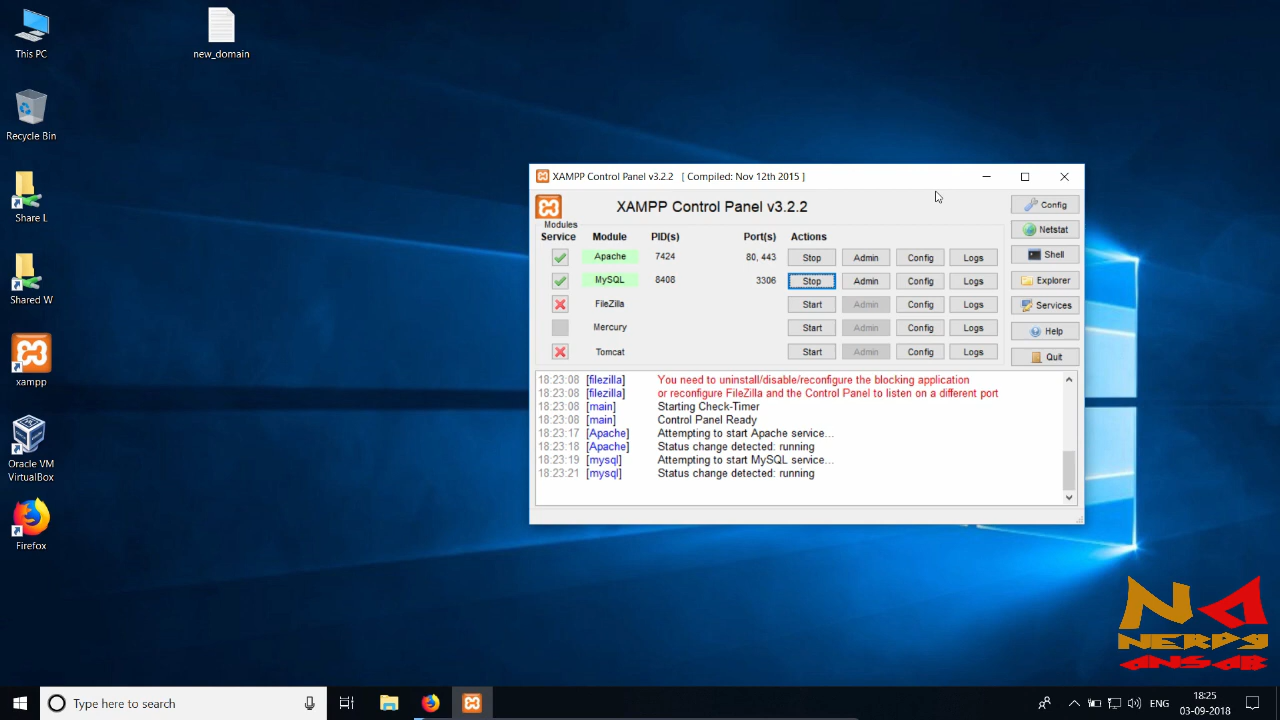 This PC
new_domain
Recycle Bin
Share L
Shared W
xampp
Oracle VM
VirtualBox
Firefox
XAMPP Control Panel v3.2.2 [ Compiled: Nov 12th 2015 ]
XAMPP Control Panel v3.2.2
Modules
Service Module PID(s) Port(s) Actions
Apache 7424 80, 443 Stop Admin Config Logs
MySQL 8408 3306 Stop Admin Config Logs
FileZilla Start Admin Config Logs
Mercury Start Admin Config Logs
Tomcat Start Admin Config Logs
Config
Netstat
Shell
Explorer
Services
Help
Quit
18:23:08 [filezilla] You need to uninstall/disable/reconfigure the blocking application
18:23:08 [filezilla] or reconfigure FileZilla and the Control Panel to listen on a different port
18:23:08 [main] Starting Check-Timer
18:23:08 [main] Control Panel Ready
18:23:17 [Apache] Attempting to start Apache service...
18:23:18 [Apache] Status change detected: running
18:23:19 [mysql] Attempting to start MySQL service...
18:23:21 [mysql] Status change detected: running
NA
NERDY
ANSAR
Type here to search
ENG
18:25
03-09-2018